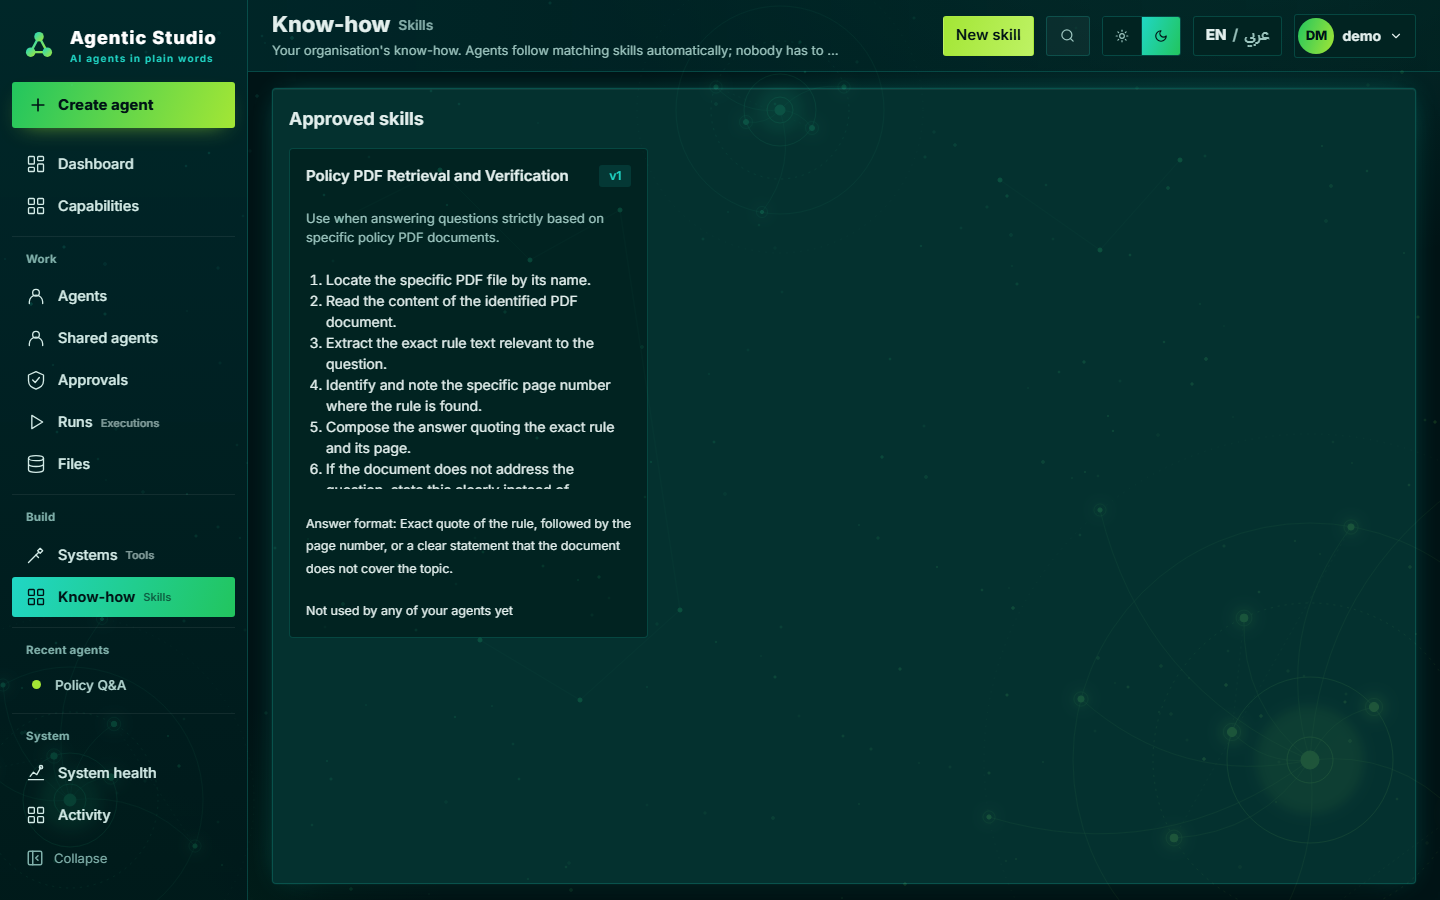 Agentic Studio
AI agents in plain words
Create agent
Dashboard
Capabilities
Work
Agents
Shared agents
Approvals
Runs Executions
Files
Build
Systems Tools
Know-how Skills
Recent agents
Policy Q&A
System
System health
Activity
Collapse
Know-how Skills
Your organisation's know-how. Agents follow matching skills automatically; nobody has to ...
New skill
EN / عربي
DM demo
Approved skills
Policy PDF Retrieval and Verification v1
Use when answering questions strictly based on
specific policy PDF documents.
1. Locate the specific PDF file by its name.
2. Read the content of the identified PDF
document.
3. Extract the exact rule text relevant to the
question.
4. Identify and note the specific page number
where the rule is found.
5. Compose the answer quoting the exact rule
and its page.
6. If the document does not address the
question, state this clearly instead of
Answer format: Exact quote of the rule, followed by the
page number, or a clear statement that the document
does not cover the topic.
Not used by any of your agents yet